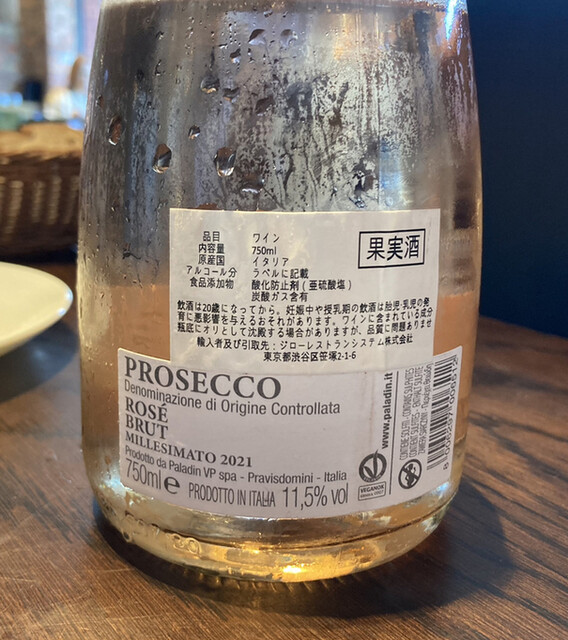 品目 ワイン
内容量 750ml
原産国 イタリア
アルコール分 ラベルに記載
食品添加物 酸化防止剤(亜硫酸塩)
炭酸ガス含有
果実酒
飲酒は20歳になってから。妊娠中や授乳期の飲酒は胎児・乳児の発
育に悪影響を与えるおそれがあります。ワインに含まれている成分が
瓶底にオリとして沈殿する場合がありますが、品質に問題ありませ
輸入者及び引取先:ジローレストランシステム株式会社
東京都渋谷区笹塚2-1-6
PROSECCO
Denominazione di Origine Controllata
ROSÉ
BRUT
MILLESIMATO 2021
Prodotto da Paladin VP spa - Pravisdomini - Italia
750ml e PRODOTTO IN ITALIA 11,5% vol
www.paladin.it
VEGANOK
CONTIENE SOLFITI - CONTAINS SULPHITES